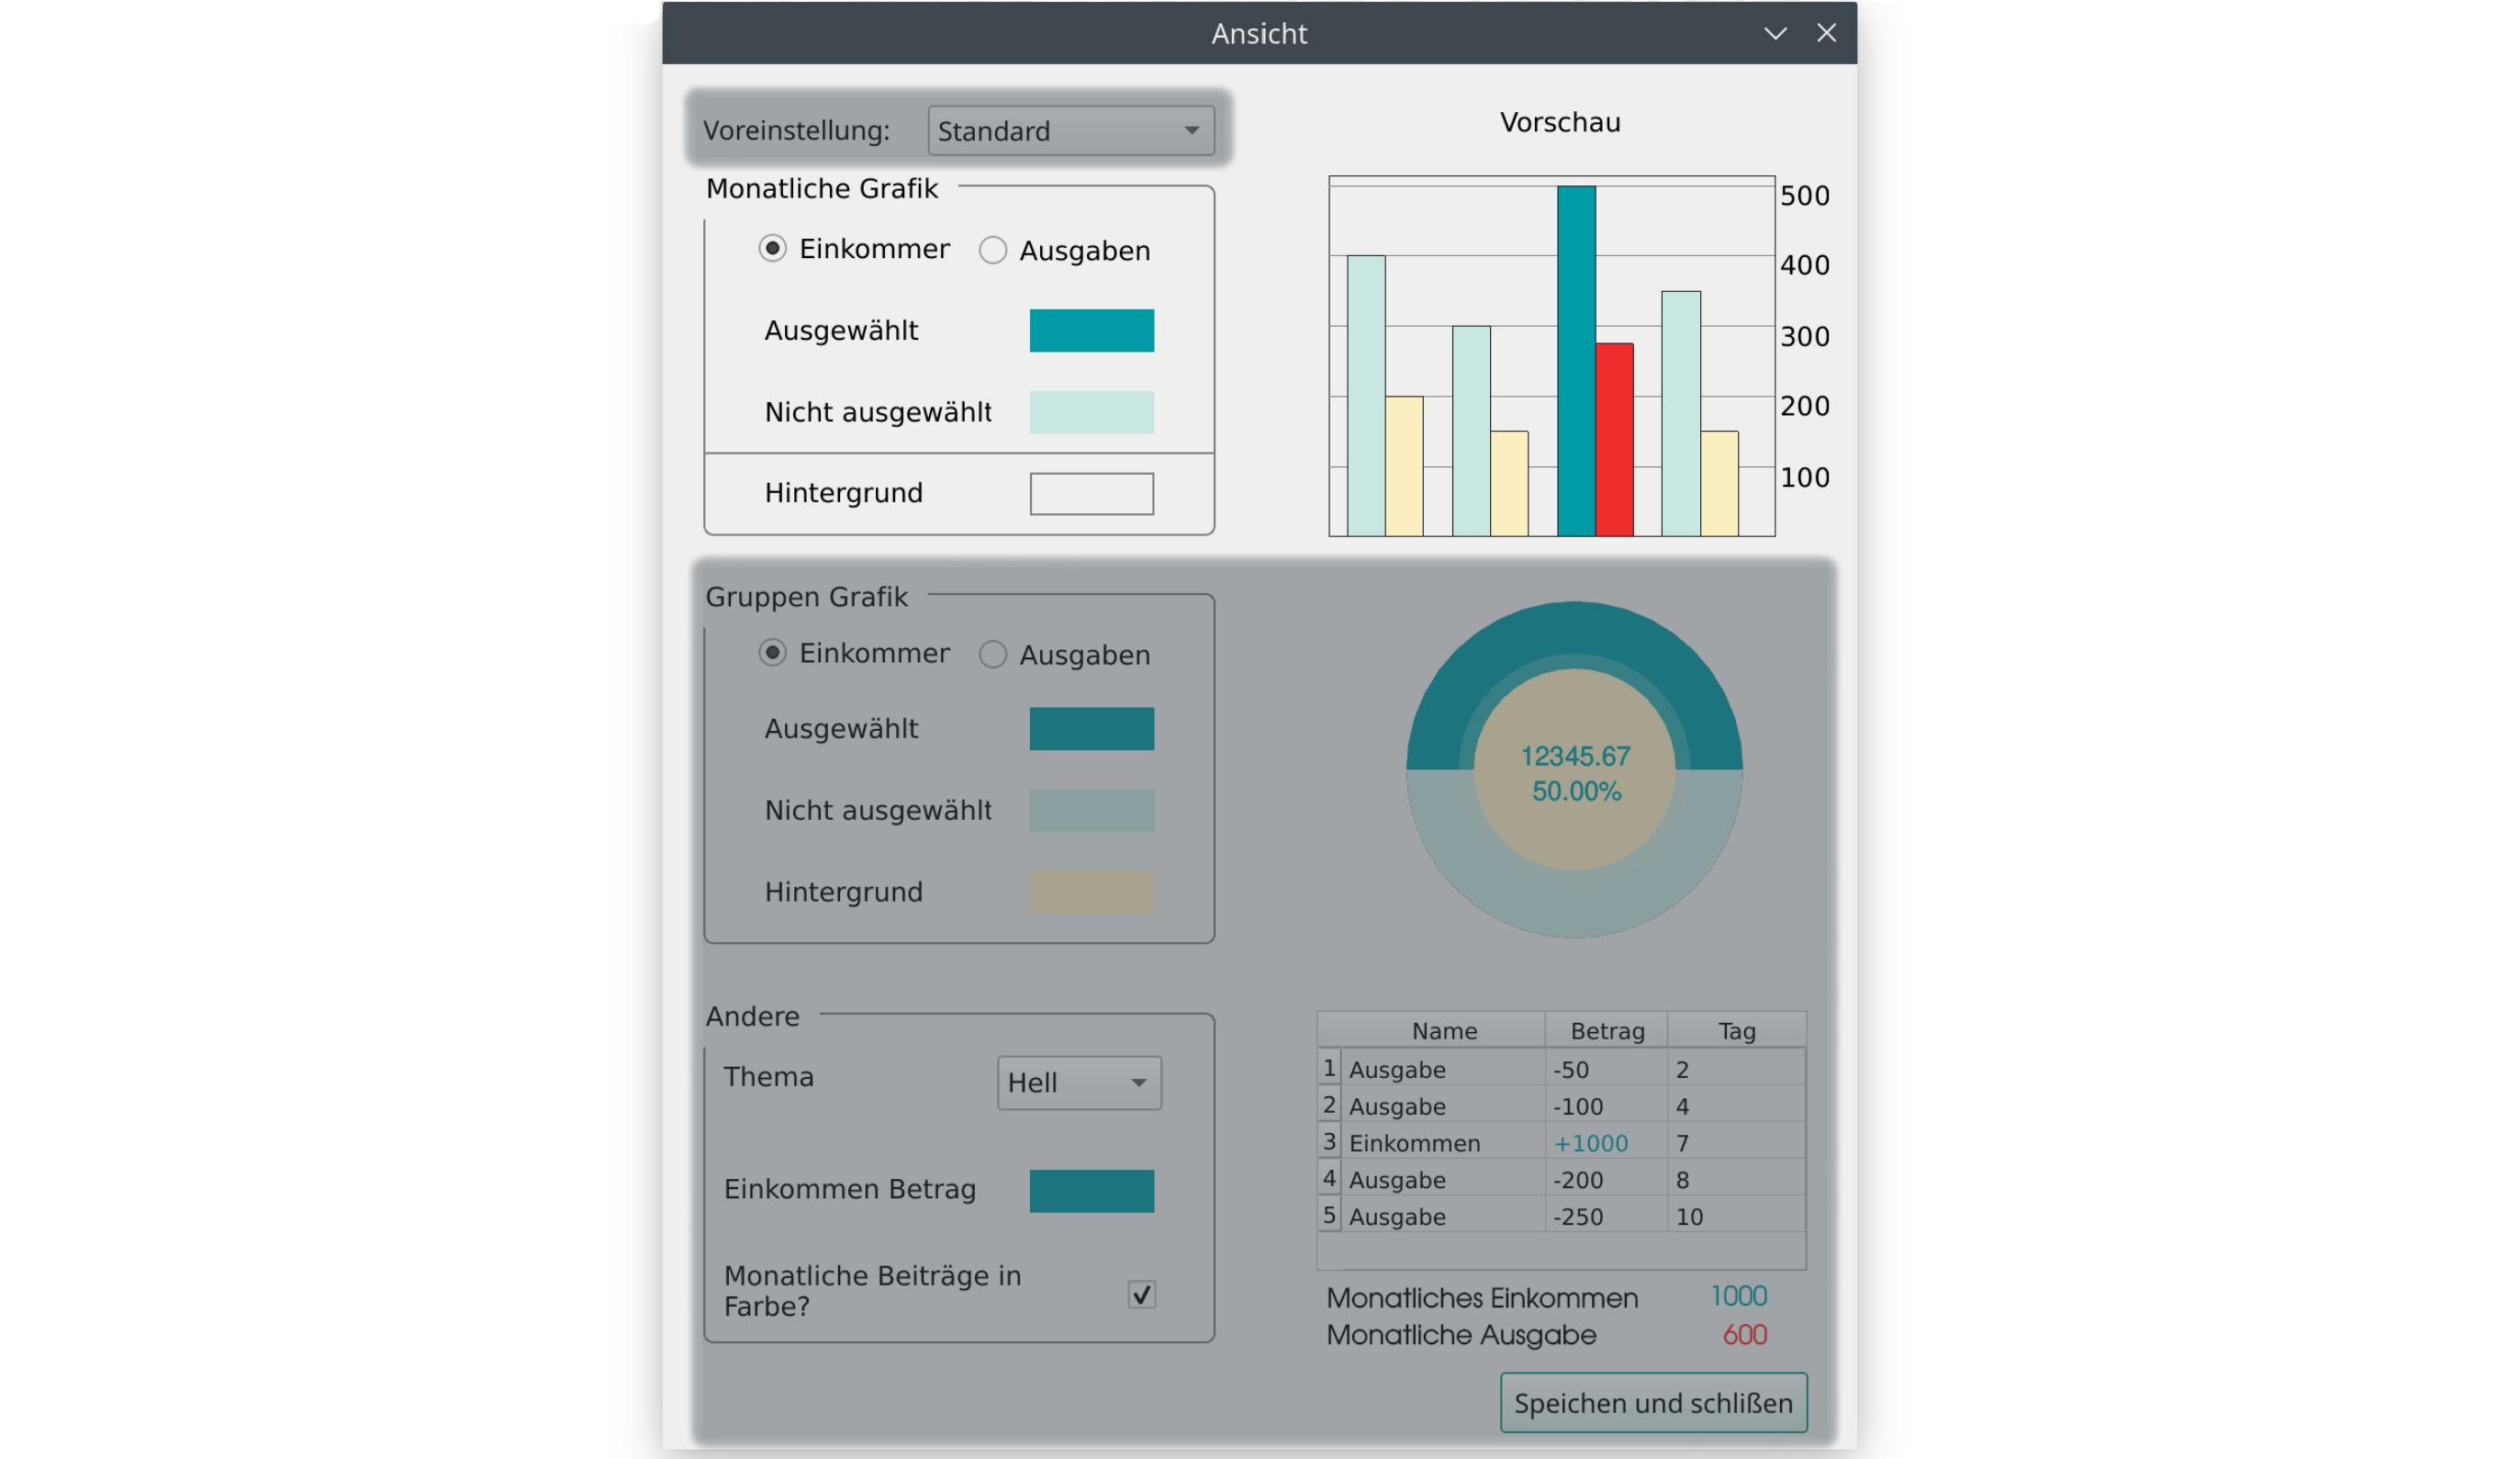 Ansicht
Voreinstellung: Standard
Vorschau
Monatliche Grafik
Einkommer Ausgaben
Ausgewählt
Nicht ausgewählt
Hintergrund
500
400
300
200
100
Gruppen Grafik
Einkommer Ausgaben
Ausgewählt
Nicht ausgewählt
Hintergrund
12345.67
50.00%
Andere
Thema Hell
Einkommen Betrag
Monatliche Beiträge in
Farbe?
Name Betrag Tag
1 Ausgabe -50 2
2 Ausgabe -100 4
3 Einkommen +1000 7
4 Ausgabe -200 8
5 Ausgabe -250 10
Monatliches Einkommen 1000
Monatliche Ausgabe 600
Speichen und schlißen